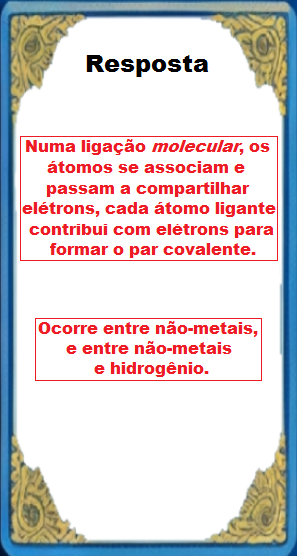 Resposta
Numa ligação molecular, os
átomos se associam e
passam a compartilhar
elétrons, cada átomo ligante
contribui com elétrons para
formar o par covalente.
Ocorre entre não-metais,
e entre não-metais
e hidrogênio.